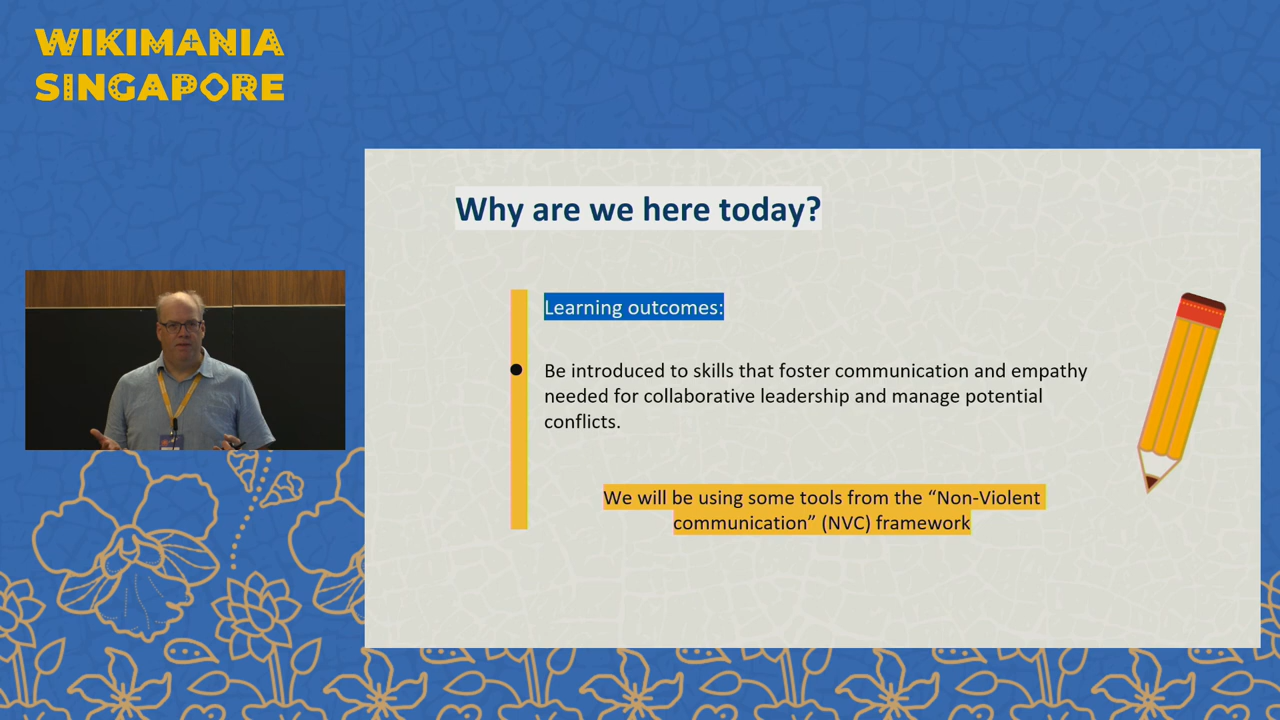 WIKIMANIA
SINGAPORE
Why are we here today?
Learning outcomes:
● Be introduced to skills that foster communication and empathy
needed for collaborative leadership and manage potential
conflicts.
We will be using some tools from the “Non-Violent
communication” (NVC) framework